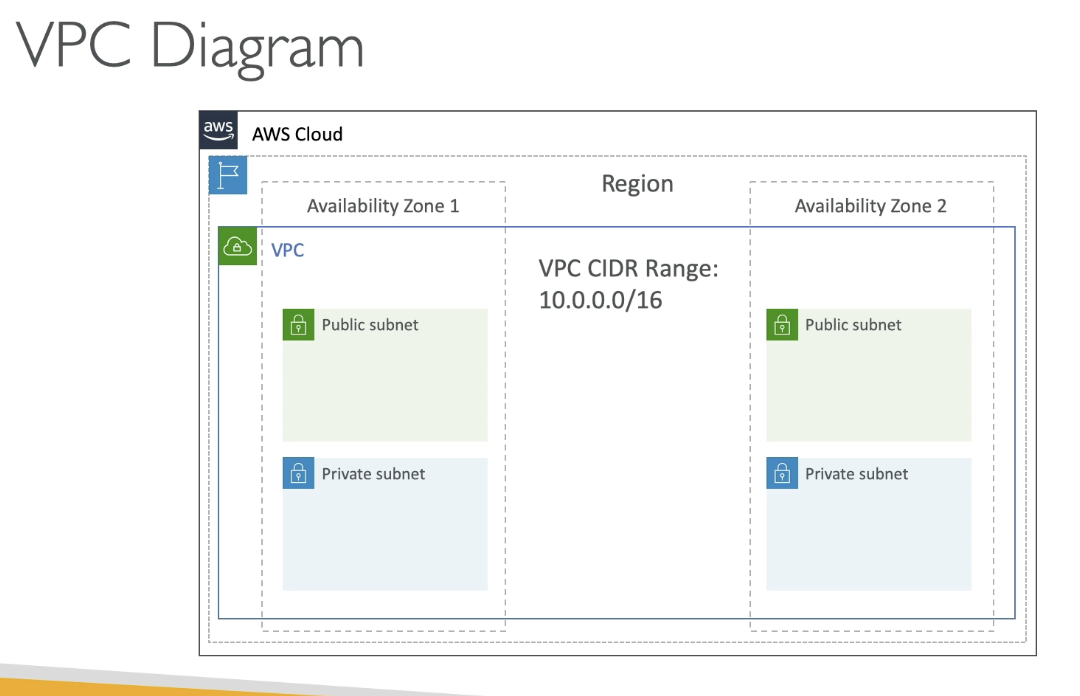 VPC Diagram
aws
AWS Cloud
Region
Availability Zone 1
Availability Zone 2
VPC
VPC CIDR Range:
10.0.0.0/16
Public subnet
Public subnet
Private subnet
Private subnet